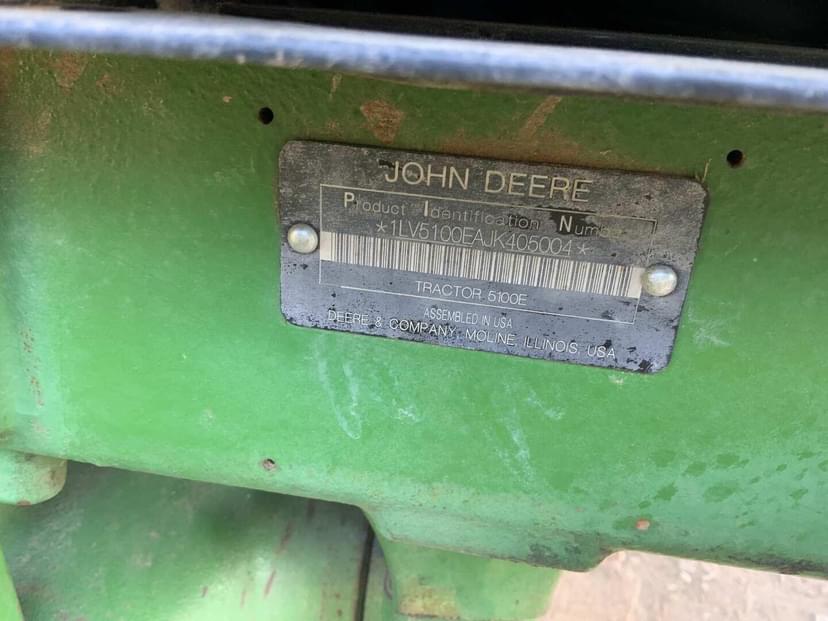 JOHN DEERE
Product Identification Number
*1LV5100EAJK405004*
TRACTOR 5100E
ASSEMBLED IN USA
DEERE & COMPANY MOLINE ILLINOIS USA